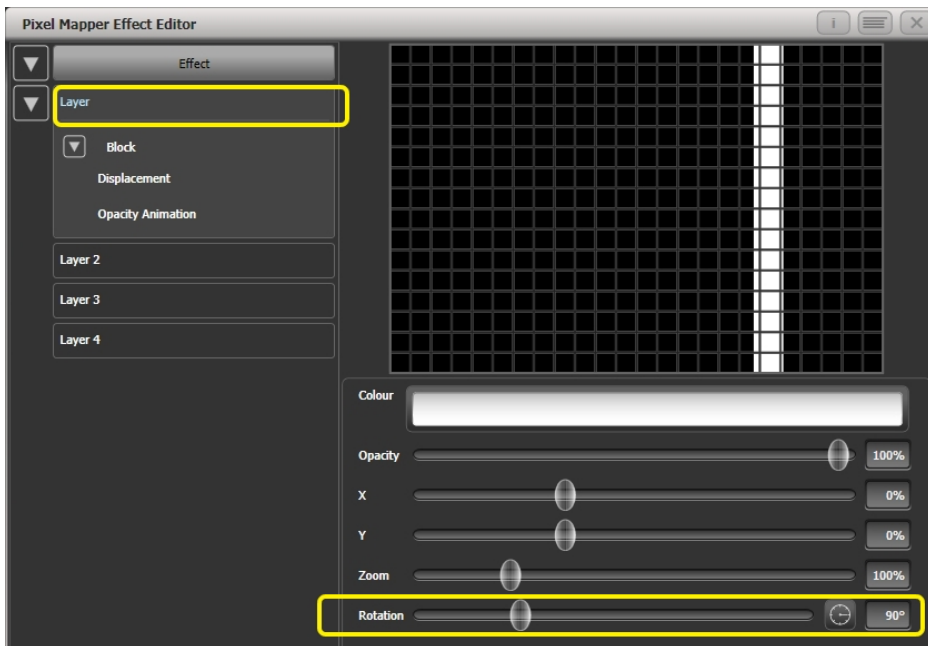 Pixel Mapper Effect Editor
i
Effect
Layer
Block
Displacement
Opacity Animation
Layer 2
Layer 3
Layer 4
Colour
Opacity 100%
X 0%
Y 0%
Zoom 100%
Rotation 90°